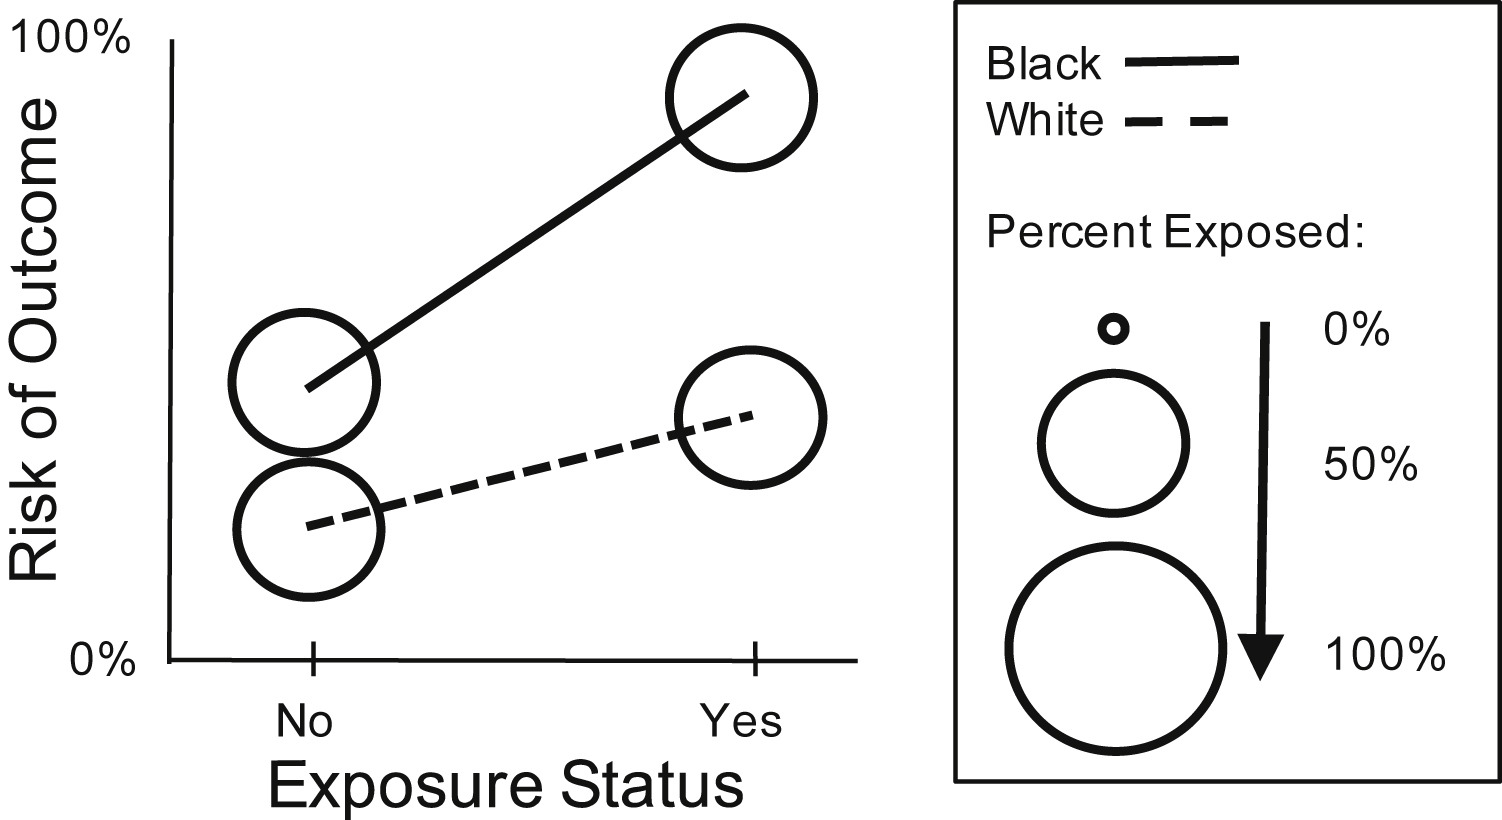 100%
Risk of Outcome
0%
No
Yes
Exposure Status
Black
White
Percent Exposed:
0%
50%
100%